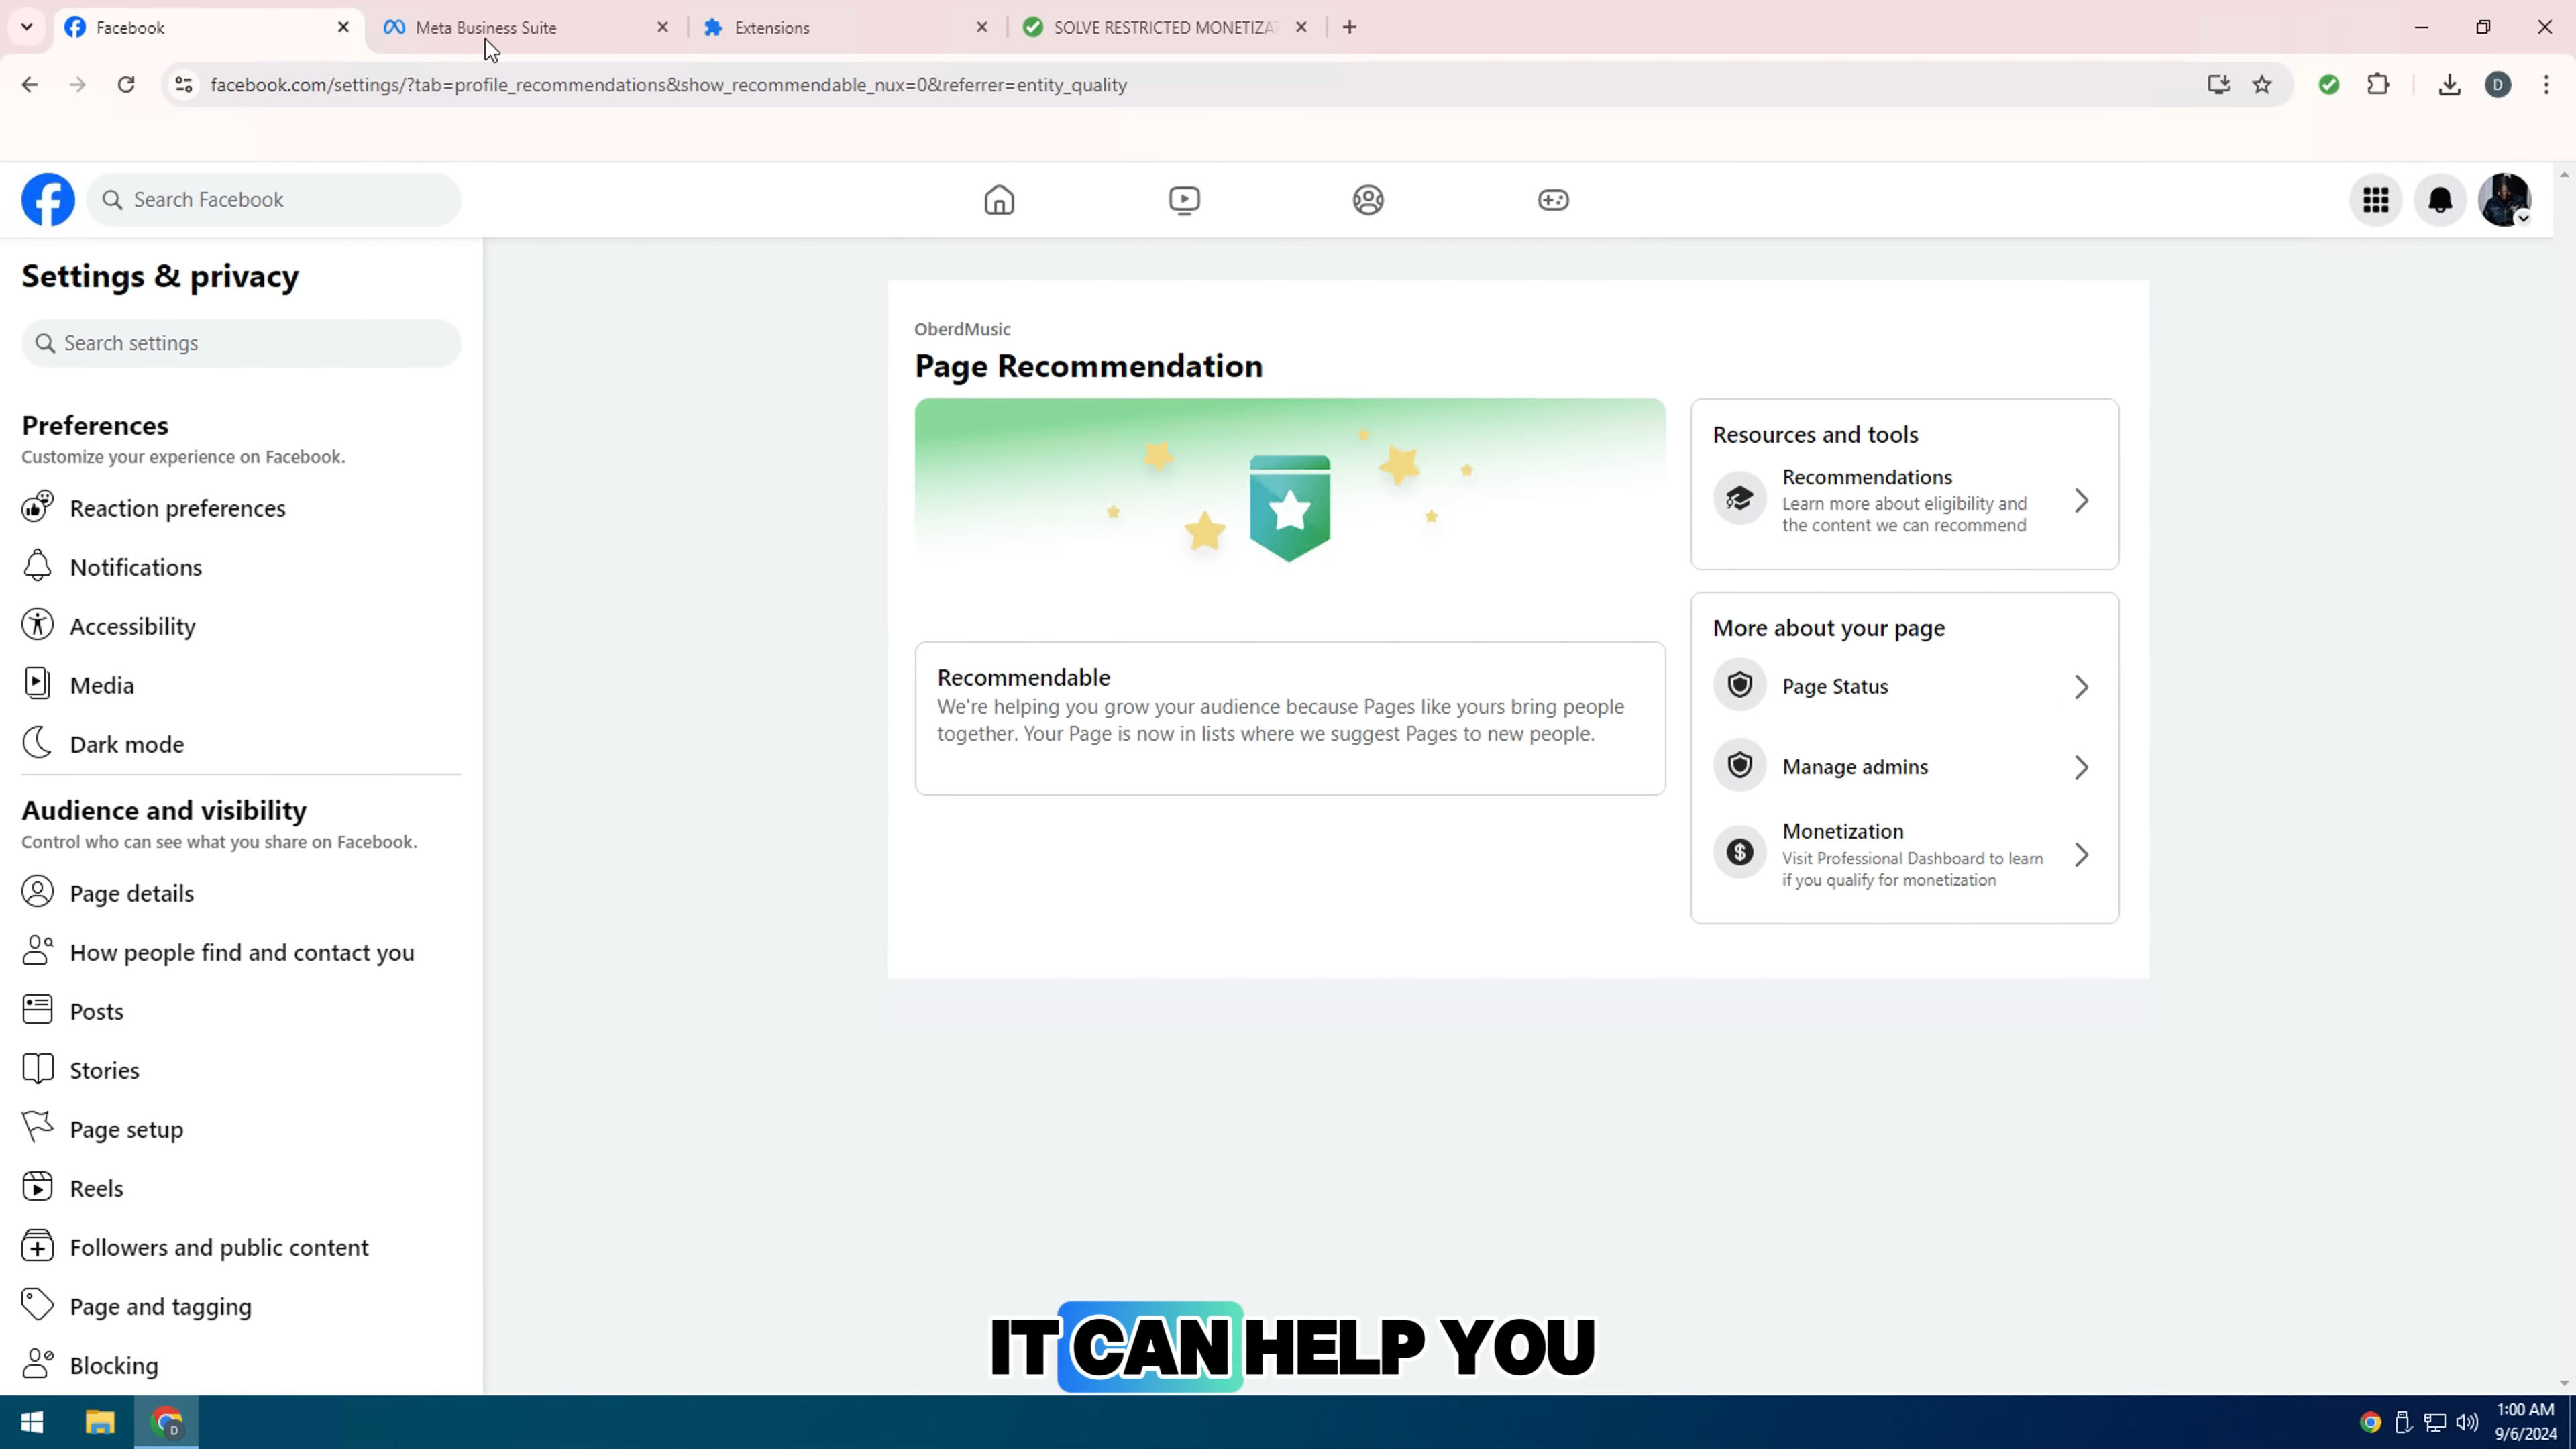 Facebook
Meta Business Suite
Extensions
SOLVE RESTRICTED MONETIZA
facebook.com/settings/?tab=profile_recommendations&show_recommendable_nux=0&referrer=entity_quality
D
Search Facebook
Settings & privacy
Search settings
Preferences
Customize your experience on Facebook.
Reaction preferences
Notifications
Accessibility
Media
Dark mode
Audience and visibility
Control who can see what you share on Facebook.
Page details
How people find and contact you
Posts
Stories
Page setup
Reels
Followers and public content
Page and tagging
Blocking
OberdMusic
Page Recommendation
Recommendable
We're helping you grow your audience because Pages like yours bring people
together. Your Page is now in lists where we suggest Pages to new people.
Resources and tools
Recommendations
Learn more about eligibility and
the content we can recommend
More about your page
Page Status
Manage admins
Monetization
Visit Professional Dashboard to learn
if you qualify for monetization
IT CAN HELP YOU
D
1:00 AM
9/6/2024